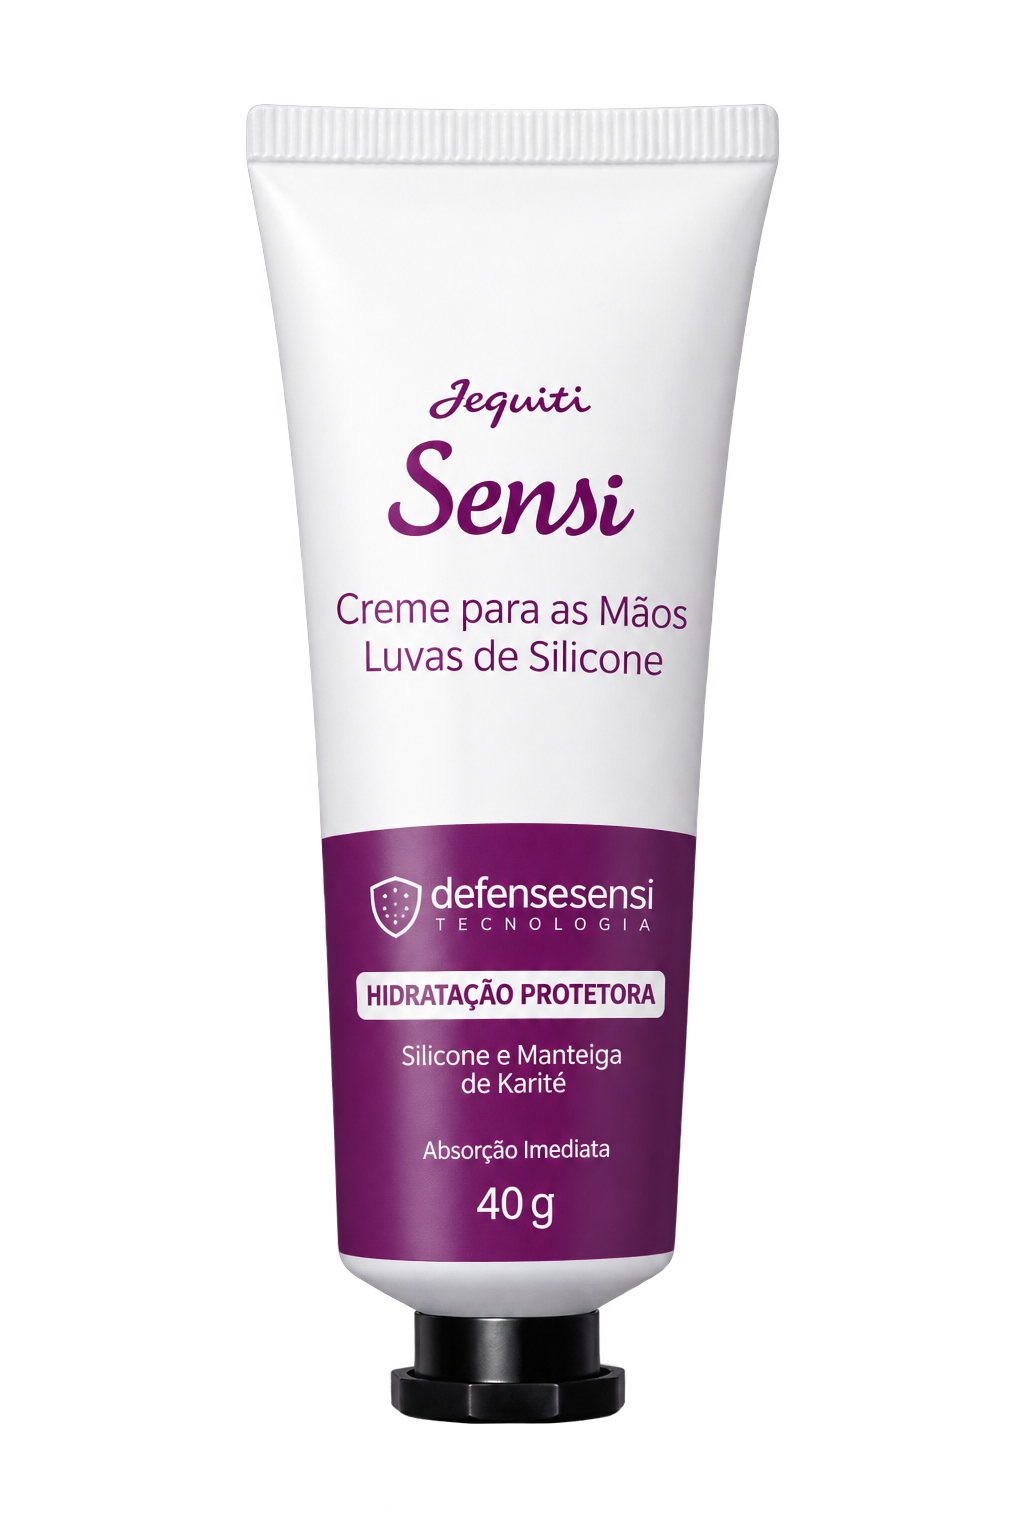 Jequiti
Sensi
Creme para as Mãos
Luvas de Silicone
defensesensi
TECNOLOGIA
HIDRATAÇÃO PROTETORA
Silicone e Manteiga
de Karité
Absorção Imediata
40 g